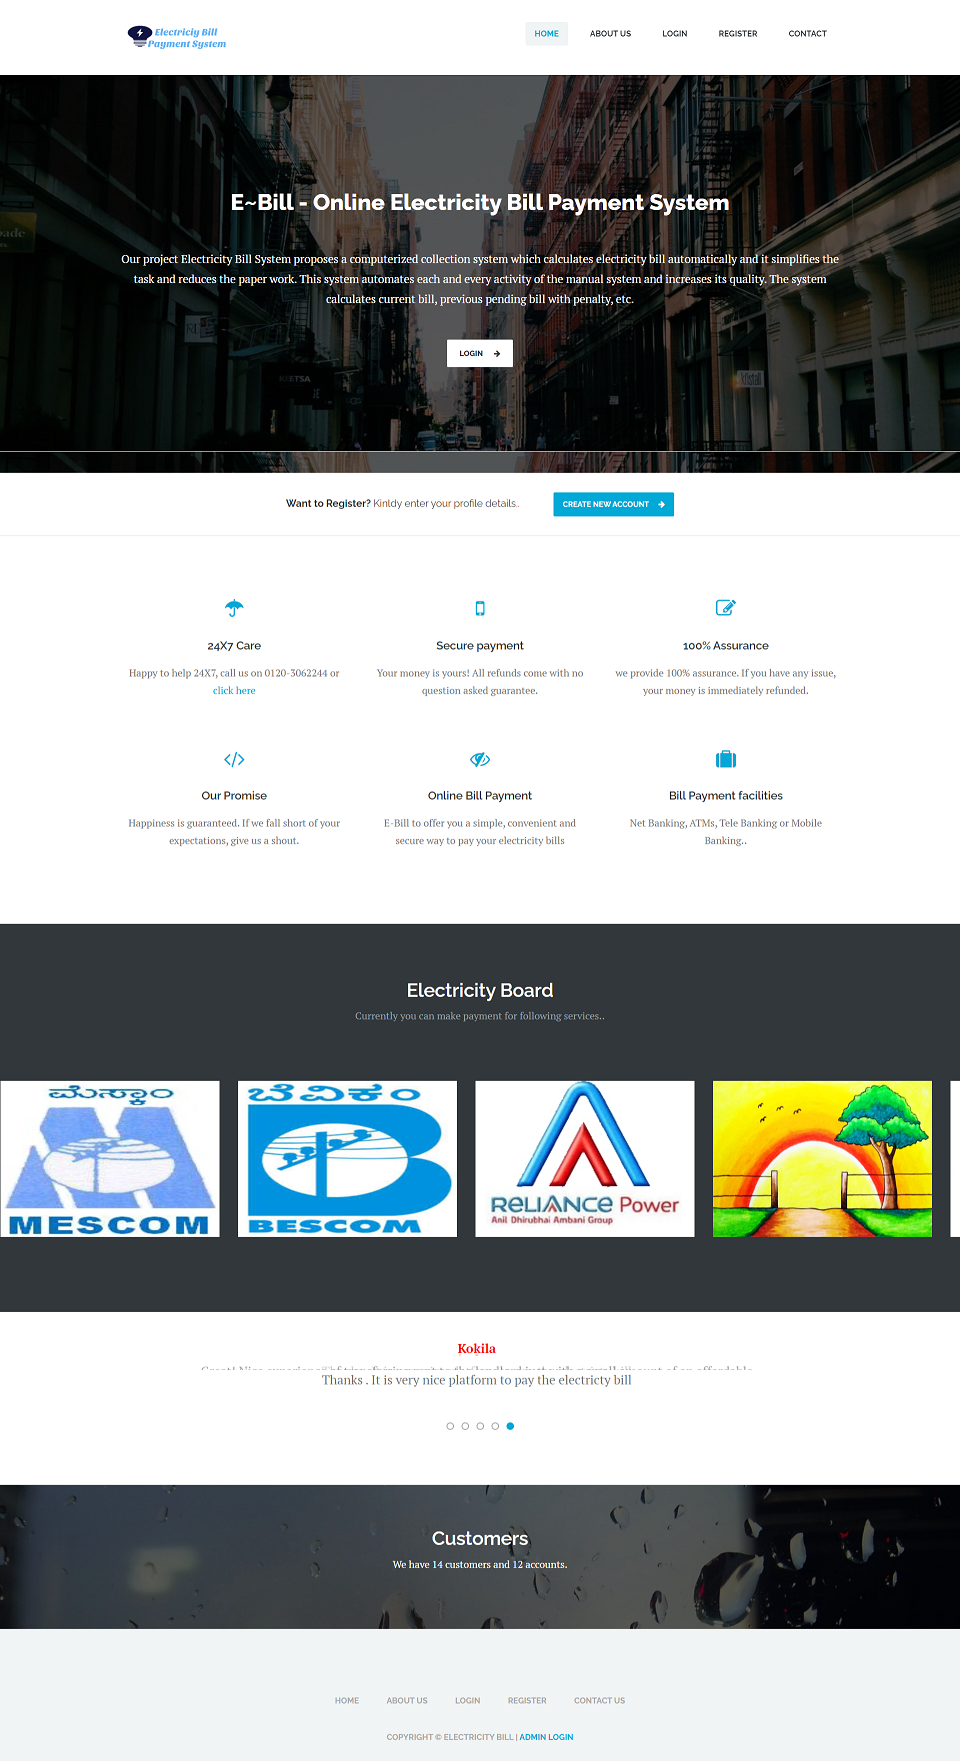 Electriciy Bill
Payment System
HOME
ABOUT US
LOGIN
REGISTER
CONTACT
E~Bill - Online Electricity Bill Payment System
Our project Electricity Bill System proposes a computerized collection system which calculates electricity bill automatically and it simplifies the
task and reduces the paper work. This system automates each and every activity of the manual system and increases its quality. The system
calculates current bill, previous pending bill with penalty, etc.
LOGIN
KEETSA
Want to Register? Kinldy enter your profile details..
CREATE NEW ACCOUNT
24X7 Care
Happy to help 24X7, call us on 0120-3062244 or
click here
Secure payment
Your money is yours! All refunds come with no
question asked guarantee.
100% Assurance
we provide 100% assurance. If you have any issue,
your money is immediately refunded.
Our Promise
Happiness is guaranteed. If we fall short of your
expectations, give us a shout.
Online Bill Payment
E-Bill to offer you a simple, convenient and
secure way to pay your electricity bills
Bill Payment facilities
Net Banking, ATMs, Tele Banking or Mobile
Banking..
Electricity Board
Currently you can make payment for following services..
ಮೆಸ್ಕಾಂ
MESCOM
ಬೆವಿಕಂ
BESCOM
RELIANCE Power
Anil Dhirubhai Ambani Group
Kokila
Thanks . It is very nice platform to pay the electricty bill
Customers
We have 14 customers and 12 accounts.
HOME
ABOUT US
LOGIN
REGISTER
CONTACT US
COPYRIGHT © ELECTRICITY BILL | ADMIN LOGIN